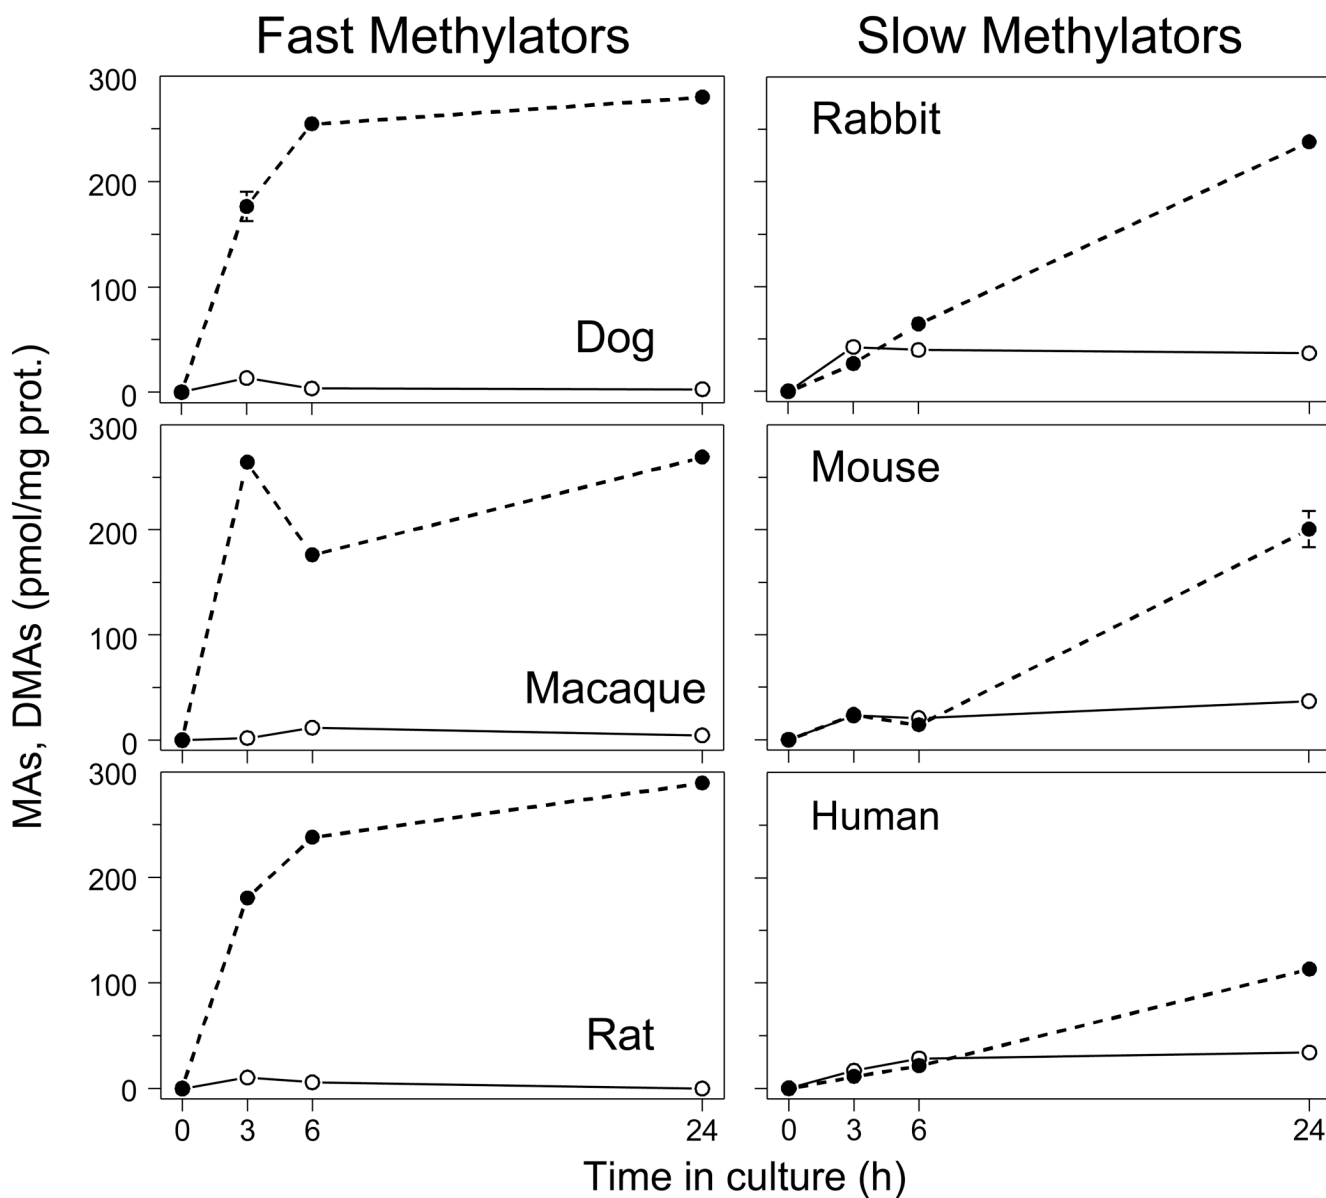 Fast Methylators
Slow Methylators
300
200
100
0
Dog
Rabbit
300
200
100
0
Macaque
Mouse
300
200
100
0
Rat
Human
0 3 6 24
0 3 6 24
Time in culture (h)
MAs, DMAs (pmol/mg prot.)